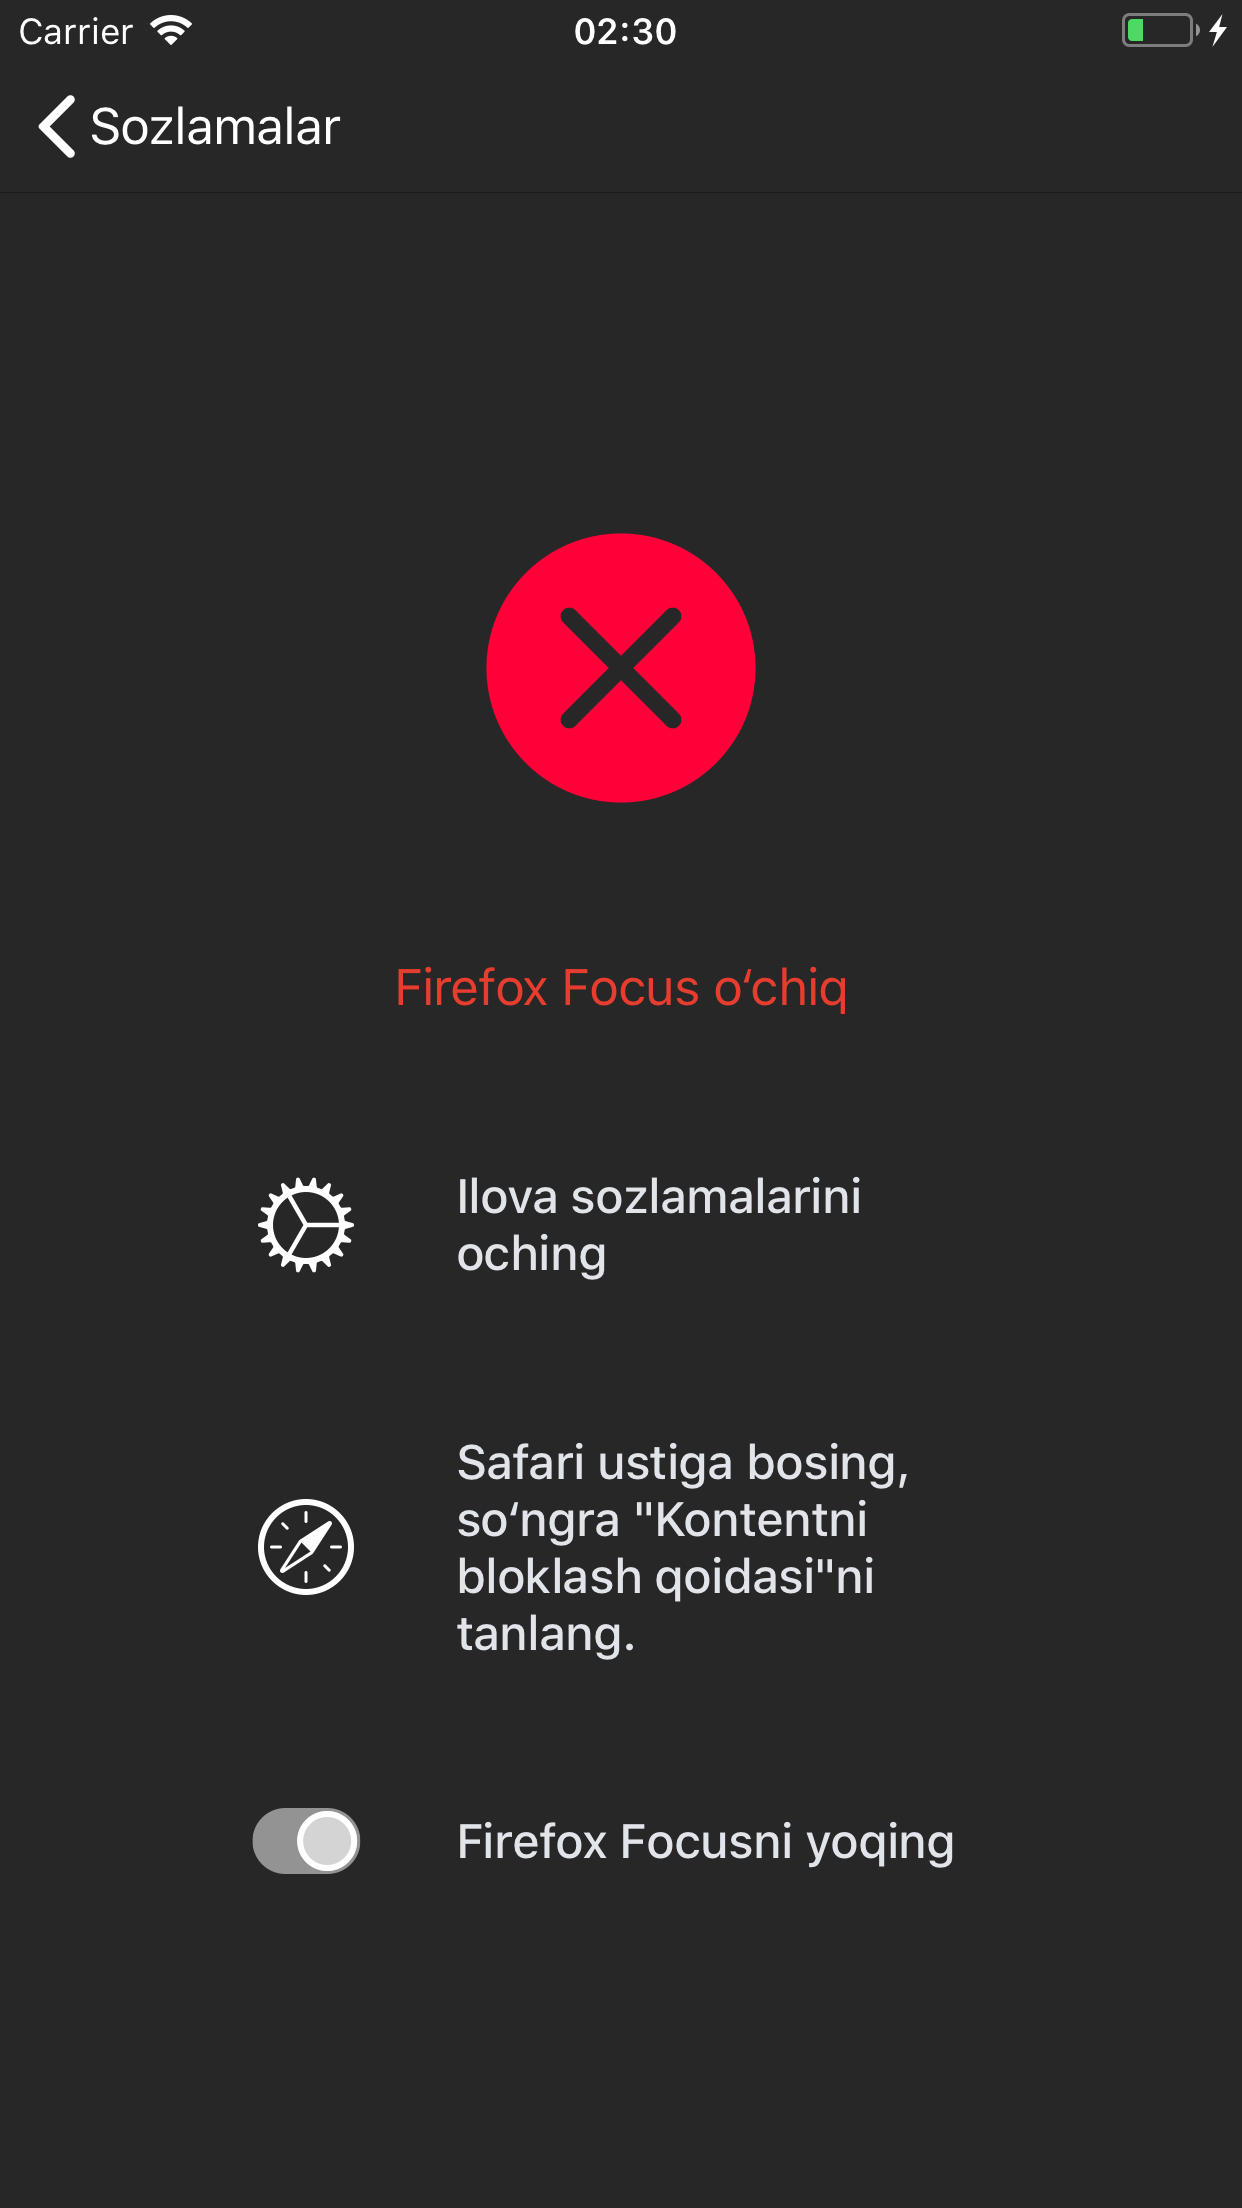 Carrier
02:30
Sozlamalar
Firefox Focus o‘chiq
Ilova sozlamalarini
oching
Safari ustiga bosing,
so‘ngra "Kontentni
bloklash qoidasi"ni
tanlang.
Firefox Focusni yoqing